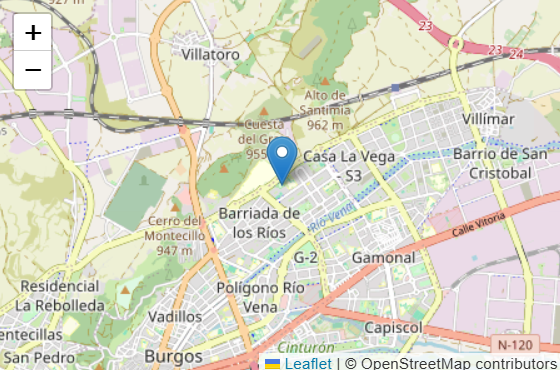 927 m
+
−
Villatoro
23
23
24
Alto de
Santimia
962 m
Villímar
Cuesta
del G
955
Casa La Vega
- S3
Barrio de San
Cristobal
Cerro del
Montecillo
947 m
Barriada de
los Ríos
Río Vena
Calle Vitoria
G-2
Gamonal
Residencial
La Rebolleda
Polígono Río
Vena
Vadillos
entecillas
San Pedro
Burgos
Capiscol
Cinturón
N-120
Leaflet | © OpenStreetMap contributors